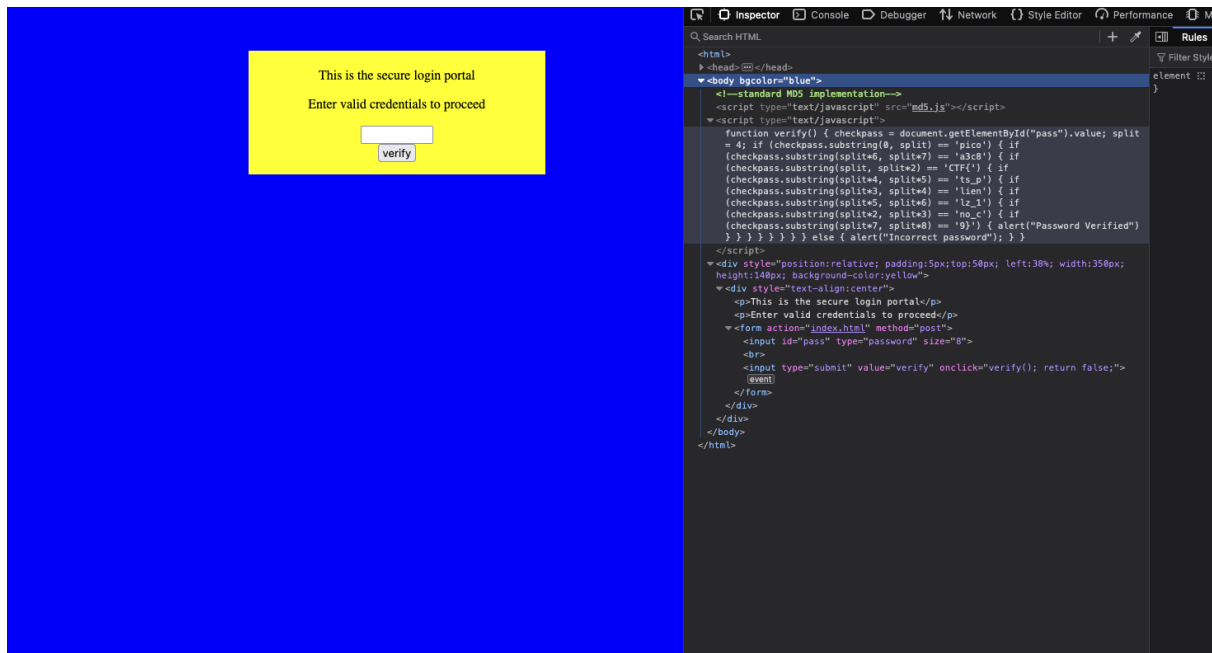 This is the secure login portal
Enter valid credentials to proceed
verify
Inspector Console Debugger Network {} Style Editor Performance
Search HTML
Rules
Filter Style
element
}
<html>
<head></head>
<body bgcolor="blue">
<!--standard MD5 implementation-->
<script type="text/javascript" src="md5.js"></script>
<script type="text/javascript">
function verify() { checkpass = document.getElementById("pass").value; split
= 4; if (checkpass.substring(0, split) == 'pico') { if
(checkpass.substring(split*6, split*7) == 'a3c8') { if
(checkpass.substring(split, split*2) == 'CTF{') { if
(checkpass.substring(split*4, split*5) == 'ts_p') { if
(checkpass.substring(split*3, split*4) == 'lien') { if
(checkpass.substring(split*5, split*6) == 'lz_1') { if
(checkpass.substring(split*2, split*3) == 'no_c') { if
(checkpass.substring(split*7, split*8) == '9}') { alert("Password Verified")
} } } } } } } } else { alert("Incorrect password"); } }
</script>
<div style="position:relative; padding:5px;top:50px; left:38%; width:350px;
height:140px; background-color:yellow">
<div style="text-align:center">
<p>This is the secure login portal</p>
<p>Enter valid credentials to proceed</p>
<form action="index.html" method="post">
<input id="pass" type="password" size="8">
<br>
<input type="submit" value="verify" onclick="verify(); return false;">
event
</form>
</div>
</div>
</body>
</html>